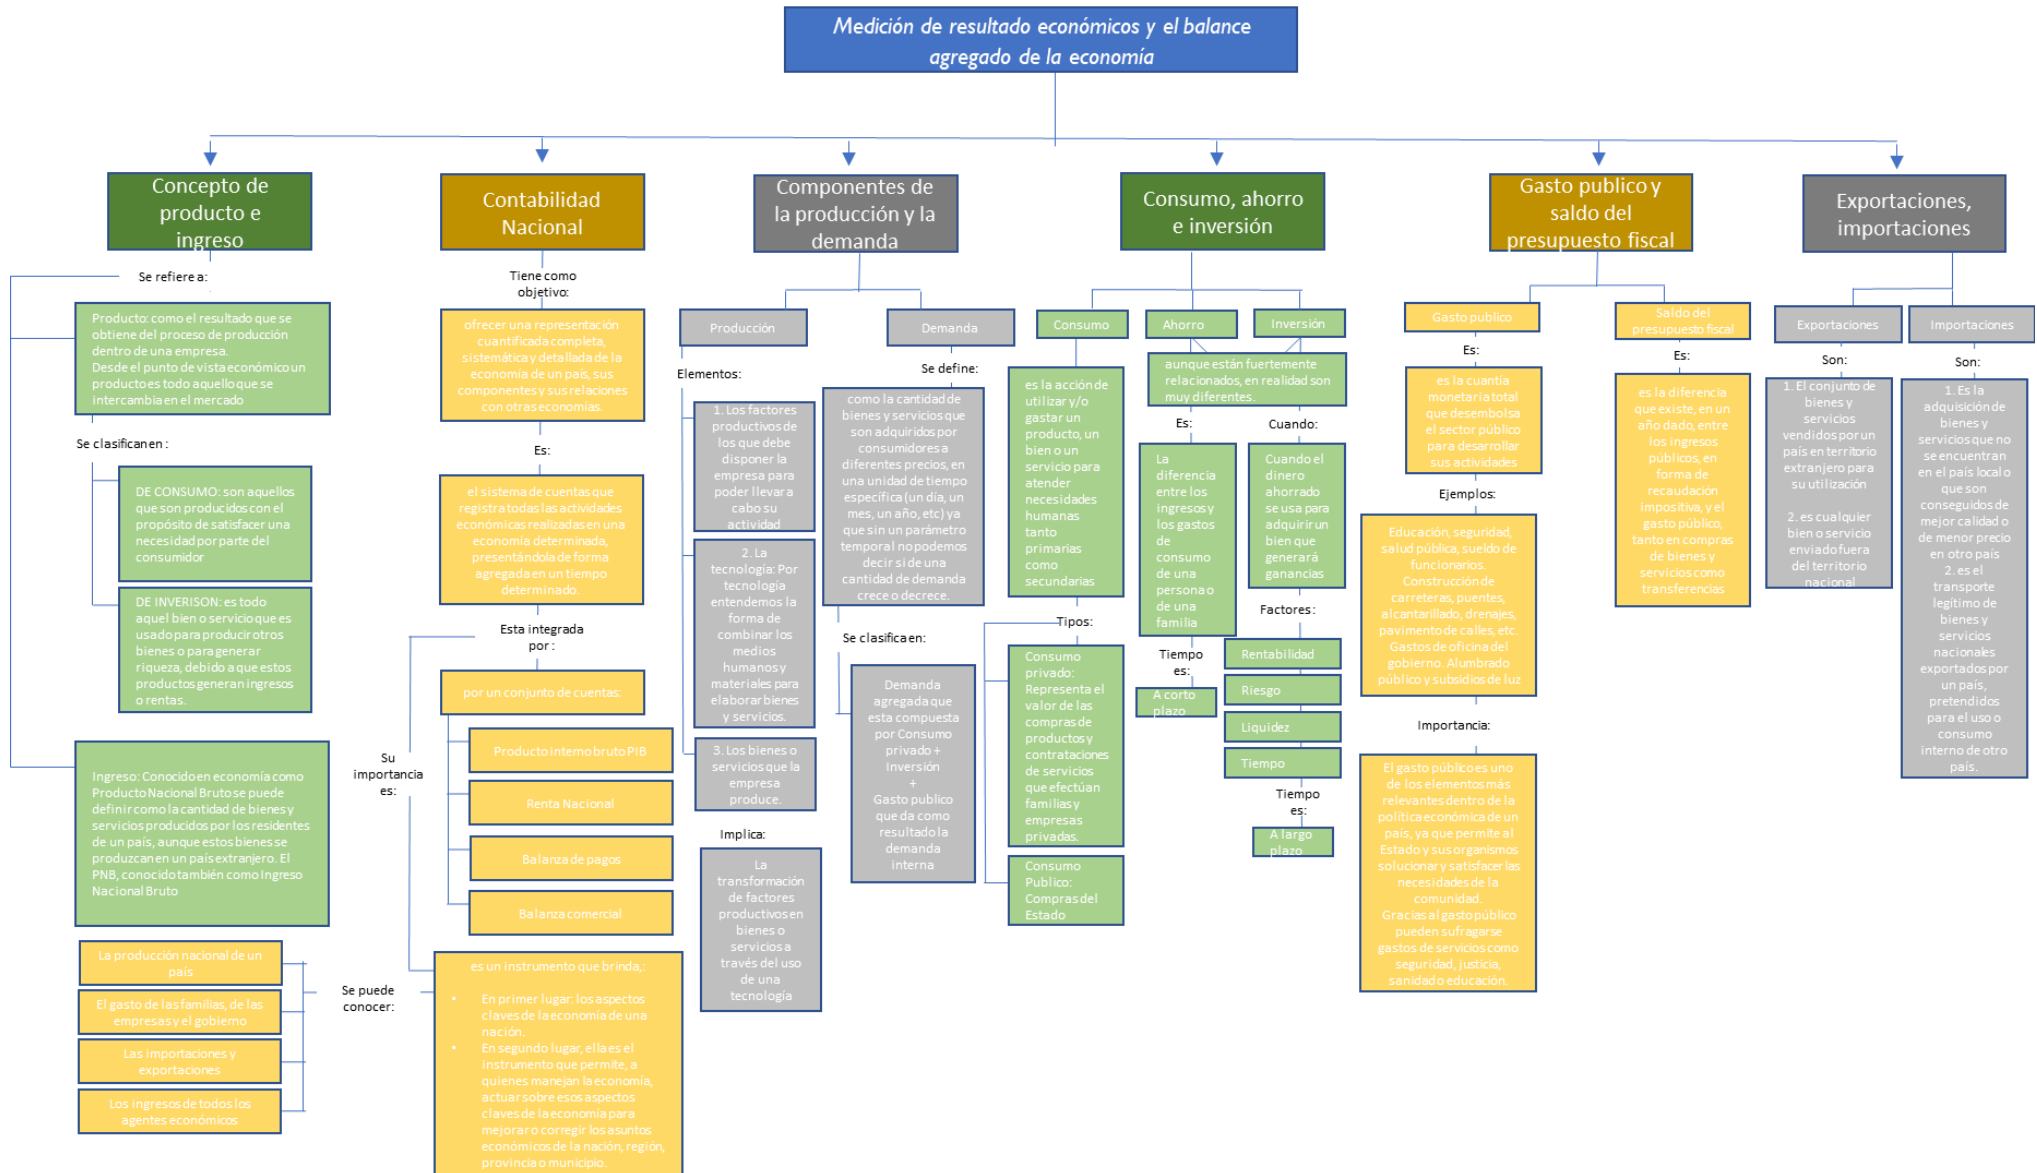 Medición de resultado económicos y el balance
agregado de la economía
Concepto de
producto e
ingreso
Se refiere a:
Producto: como el resultado que se
obtiene del proceso de producción
dentro de una empresa.
Desde el punto de vista económico un
producto es todo aquello que se
intercambia en el mercado
Se clasifican en :
DE CONSUMO: son aquellos
que son producidos con el
propósito de satisfacer una
necesidad por parte del
consumidor
DE INVERISON: es todo
aquel bien o servicio que es
usado para producir otros
bienes o para generar
riqueza, debido a que estos
productos generan ingresos
o rentas.
Ingreso: Conocido en economía como
Producto Nacional Bruto se puede
definir como la cantidad de bienes y
servicios producidos por los residentes
de un país, aunque estos bienes se
produzcan en un país extranjero. El
PNB, conocido también como Ingreso
Nacional Bruto
La producción nacional de un
país
El gasto de las familias, de las
empresas y el gobierno
Las importaciones y
exportaciones
Los ingresos de todos los
agentes económicos
Se puede
conocer:
Contabilidad
Nacional
Tiene como
objetivo:
ofrecer una representación
cuantificada completa,
sistemática y detallada de la
economía de un país, sus
componentes y sus relaciones
con otras economías.
Es:
el sistema de cuentas que
registra todas las actividades
económicas realizadas en una
economía determinada,
presentándola de forma
agregada en un tiempo
determinado.
Esta integrada
por :
por un conjunto de cuentas:
Producto interno bruto PIB
Renta Nacional
Balanza de pagos
Balanza comercial
Su
importancia
es:
es un instrumento que brinda,:
• En primer lugar: los aspectos
claves de la economía de una
nación.
• En segundo lugar, ella es el
instrumento que permite, a
quienes manejan la economía,
actuar sobre esos aspectos
claves de la economía para
mejorar o corregir los asuntos
económicos de la nación, región,
provincia o municipio.
Componentes de
la producción y la
demanda
Producción
Elementos:
1. Los factores
productivos de
los que debe
disponer la
empresa para
poder llevar a
cabo su
actividad
2. La
tecnología: Por
tecnología
entendemos la
forma de
combinar los
medios
humanos y
materiales para
elaborar bienes
y servicios.
3. Los bienes o
servicios que la
empresa
produce.
Implica:
La
transformación
de factores
productivos en
bienes o
servicios a
través del uso
de una
tecnología
Demanda
Se define:
como la cantidad de
bienes y servicios que
son adquiridos por
consumidores a
diferentes precios, en
una unidad de tiempo
específica (un día, un
mes, un año, etc) ya
que sin un parámetro
temporal no podemos
decir si de una
cantidad de demanda
crece o decrece.
Se clasifica en:
Demanda
agregada que
esta compuesta
por Consumo
privado +
Inversión
+
Gasto publico
que da como
resultado la
demanda
interna
Consumo, ahorro
e inversión
Consumo
es la acción de
utilizar y/o
gastar un
producto, un
bien o un
servicio para
atender
necesidades
humanas
tanto
primarias
como
secundarias
Tipos:
Consumo
privado:
Representa el
valor de las
compras de
productos y
contrataciones
de servicios
que efectúan
familias y
empresas
privadas.
Consumo
Publico:
Compras del
Estado
Ahorro
Inversión
aunque están fuertemente
relacionados, en realidad son
muy diferentes.
Es:
La
diferencia
entre los
ingresos y
los gastos
de
consumo
de una
persona o
de una
familia
Tiempo
es:
A corto
plazo
Cuando:
Cuando el
dinero
ahorrado
se usa para
adquirir un
bien que
generará
ganancias
Factores:
Rentabilidad
Riesgo
Liquidez
Tiempo
Tiempo
es:
A largo
plazo
Gasto publico y
saldo del
presupuesto fiscal
Gasto publico
Es:
es la cuantía
monetaria total
que desembolsa
el sector público
para desarrollar
sus actividades
Ejemplos:
Educación, seguridad,
salud pública, sueldo de
funcionarios.
Construcción de
carreteras, puentes,
alcantarillado, drenajes,
pavimento de calles, etc.
Gastos de oficina del
gobierno. Alumbrado
público y subsidios de luz
Importancia:
El gasto público es uno
de los elementos más
relevantes dentro de la
política económica de un
país, ya que permite al
Estado y sus organismos
solucionar y satisfacer las
necesidades de la
comunidad.
Gracias al gasto público
pueden sufragarse
gastos de servicios como
seguridad, justicia,
sanidad o educación.
Saldo del
presupuesto fiscal
Es:
es la diferencia
que existe, en un
año dado, entre
los ingresos
públicos, en
forma de
recaudación
impositiva, y el
gasto público,
tanto en compras
de bienes y
servicios como
transferencias
Exportaciones,
importaciones
Exportaciones
Son:
1. El conjunto de
bienes y
servicios
vendidos por un
país en territorio
extranjero para
su utilización
2. es cualquier
bien o servicio
enviado fuera
del territorio
nacional
Importaciones
Son:
1. Es la
adquisición de
bienes y
servicios que no
se encuentran
en el país local o
que son
conseguidos de
mejor calidad o
de menor precio
en otro país
2. es el
transporte
legítimo de
bienes y
servicios
nacionales
exportados por
un país,
pretendidos
para el uso o
consumo
interno de otro
país.